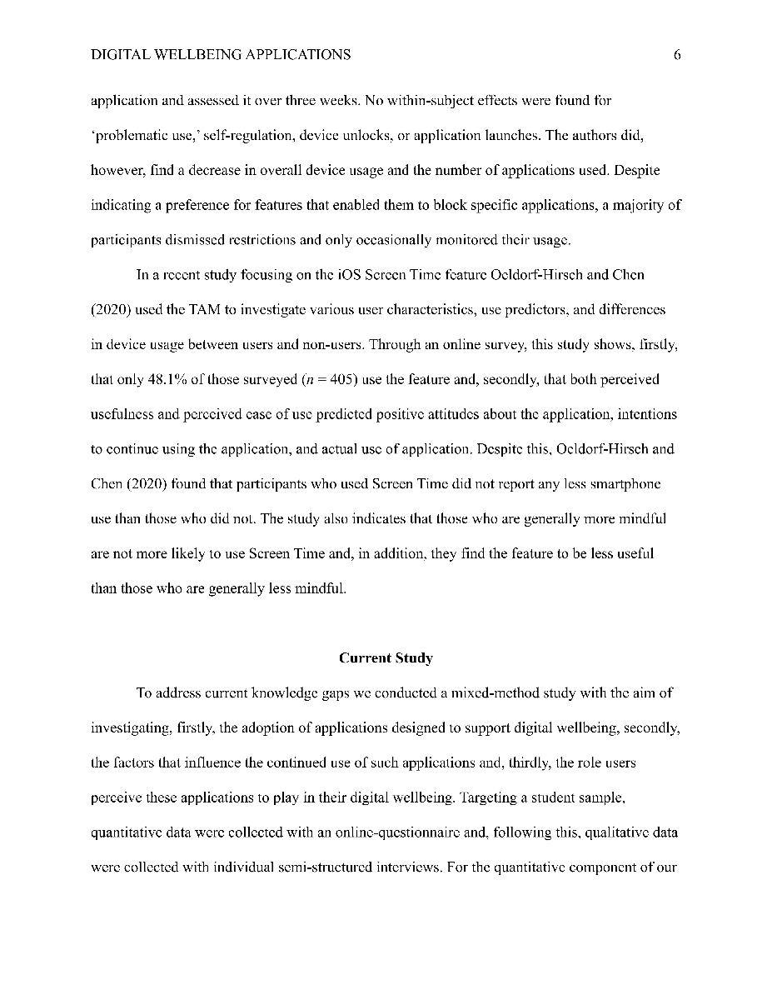 DIGITAL WELLBEING APPLICATIONS 6
application and assessed it over three weeks. No within-subject effects were found for
‘problematic use,’ self-regulation, device unlocks, or application launches. The authors did,
however, find a decrease in overall device usage and the number of applications used. Despite
indicating a preference for features that enabled them to block specific applications, a majority of
participants dismissed restrictions and only occasionally monitored their usage.
In a recent study focusing on the iOS Screen Time feature Oeldorf-Hirsch and Chen
(2020) used the TAM to investigate various user characteristics, use predictors, and differences
in device usage between users and non-users. Through an online survey, this study shows, firstly,
that only 48.1% of those surveyed (n = 405) use the feature and, secondly, that both perceived
usefulness and perceived ease of use predicted positive attitudes about the application, intentions
to continue using the application, and actual use of application. Despite this, Oeldorf-Hirsch and
Chen (2020) found that participants who used Screen Time did not report any less smartphone
use than those who did not. The study also indicates that those who are generally more mindful
are not more likely to use Screen Time and, in addition, they find the feature to be less useful
than those who are generally less mindful.
Current Study
To address current knowledge gaps we conducted a mixed-method study with the aim of
investigating, firstly, the adoption of applications designed to support digital wellbeing, secondly,
the factors that influence the continued use of such applications and, thirdly, the role users
perceive these applications to play in their digital wellbeing. Targeting a student sample,
quantitative data were collected with an online-questionnaire and, following this, qualitative data
were collected with individual semi-structured interviews. For the quantitative component of our